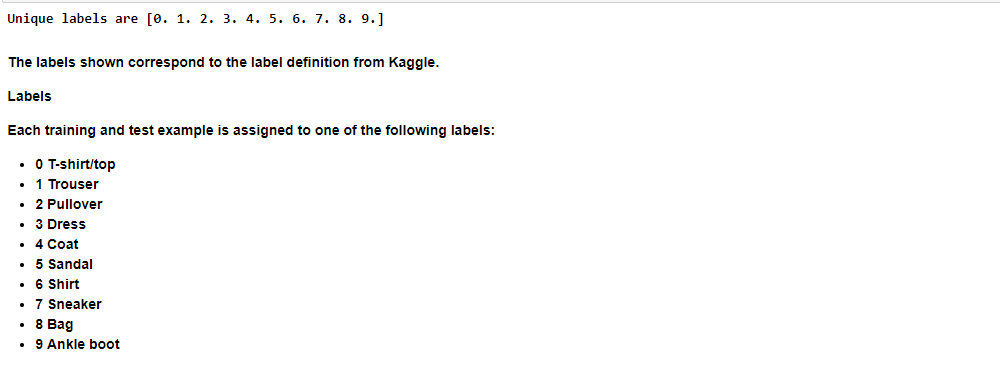 Unique labels are [0. 1. 2. 3. 4. 5. 6. 7. 8. 9.]
The labels shown correspond to the label definition from Kaggle.
Labels
Each training and test example is assigned to one of the following labels:
• 0 T-shirt/top
• 1 Trouser
• 2 Pullover
• 3 Dress
• 4 Coat
• 5 Sandal
• 6 Shirt
• 7 Sneaker
• 8 Bag
• 9 Ankle boot